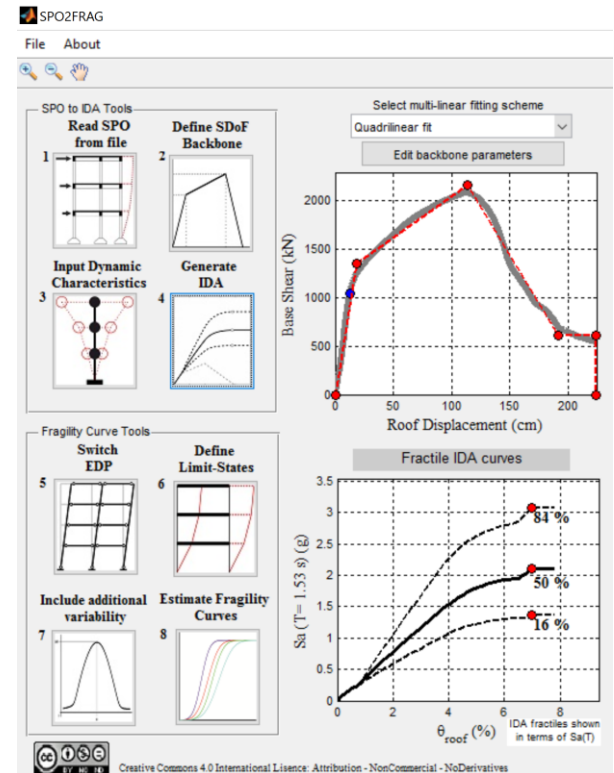 SPO2FRAG
File About
SPO to IDA Tools
Read SPO
from file
1
Define SDoF
Backbone
2
Input Dynamic
Characteristics
3
Generate
IDA
4
Fragility Curve Tools
Switch
EDP
5
Define
Limit-States
6
Include additional
variability
7
Estimate Fragility
Curves
8
Select multi-linear fitting scheme
Quadrilinear fit
Edit backbone parameters
Base Shear (kN)
2000
1500
1000
500
0
0 50 100 150 200
Roof Displacement (cm)
Fractile IDA curves
Sa (T= 1.53 s) (g)
3.5
3
2.5
2
1.5
1
0.5
0
84 %
50 %
16 %
0 2 4 6 8
θroof (%)
IDA fractiles shown
in terms of Sa(T)
cc
BY NC ND
Creative Commons 4.0 International Lisence: Attribution - NonCommercial - NoDerivatives